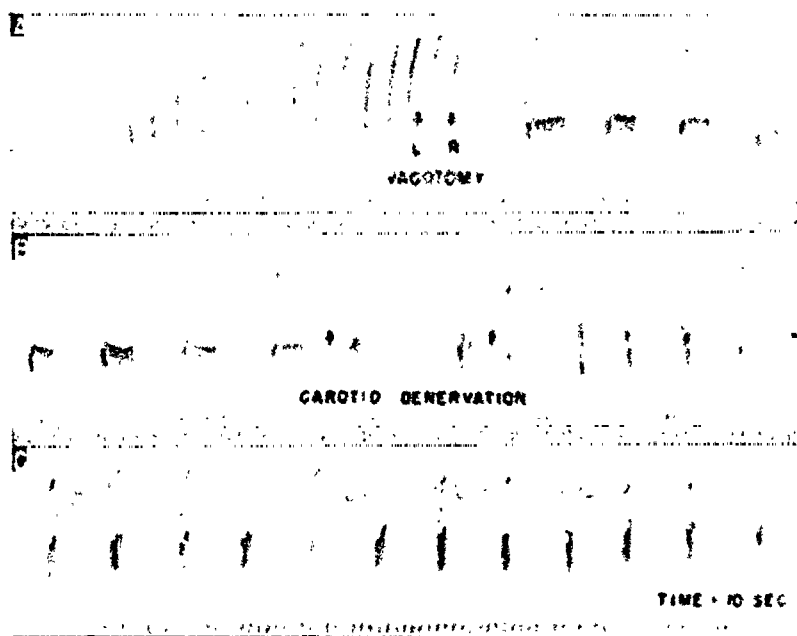 A
L R
VAGOTOMY
B
CAROTID DENERVATION
TIME - 10 SEC